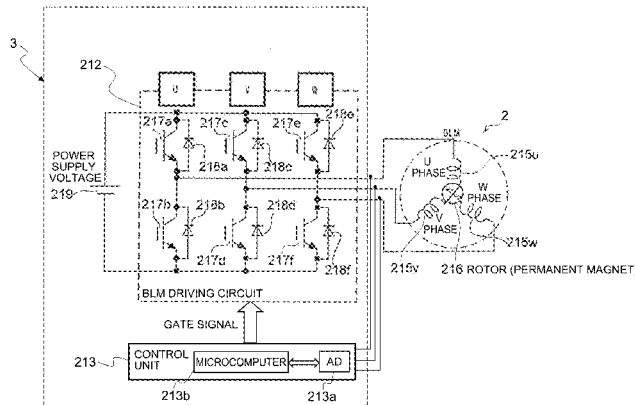 3
212
U
V
W
217a
217c
217e
218e
218a
218c
POWER
SUPPLY
VOLTAGE
219
217b
218b
217d
218d
217f
218f
BLM DRIVING CIRCUIT
GATE SIGNAL
213
CONTROL
UNIT
MICROCOMPUTER
AD
213b
213a
2
BLM
U
PHASE
215u
W
PHASE
V
PHASE
215w
215v
216 ROTOR (PERMANENT MAGNET